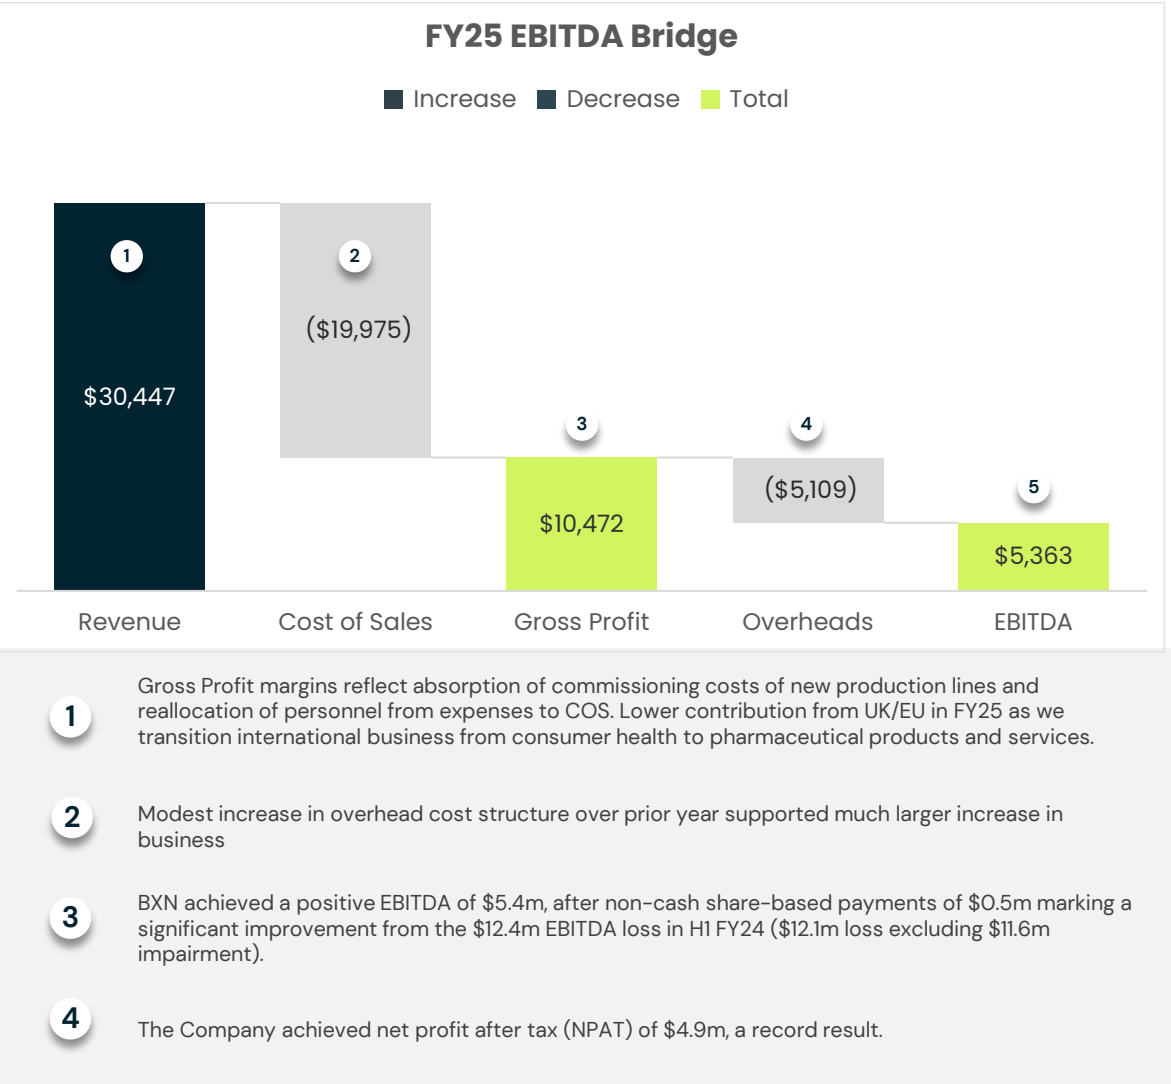 FY25 EBITDA Bridge
Increase Decrease Total
1
2
($19,975)
$30,447
3
4
($5,109)
5
$10,472
$5,363
Revenue Cost of Sales Gross Profit Overheads EBITDA
1
Gross Profit margins reflect absorption of commissioning costs of new production lines and
reallocation of personnel from expenses to COS. Lower contribution from UK/EU in FY25 as we
transition international business from consumer health to pharmaceutical products and services.
2
Modest increase in overhead cost structure over prior year supported much larger increase in
business
3
BXN achieved a positive EBITDA of $5.4m, after non-cash share-based payments of $0.5m marking a
significant improvement from the $12.4m EBITDA loss in H1 FY24 ($12.1m loss excluding $11.6m
impairment).
4
The Company achieved net profit after tax (NPAT) of $4.9m, a record result.